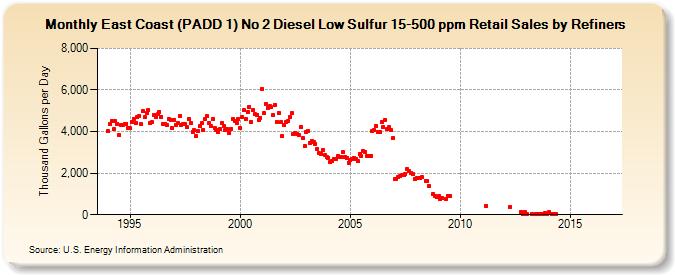 Monthly East Coast (PADD 1) No 2 Diesel Low Sulfur 15-500 ppm Retail Sales by Refiners
Thousand Gallons per Day
8,000
6,000
4,000
2,000
0
1995 2000 2005 2010 2015
Source: U.S. Energy Information Administration